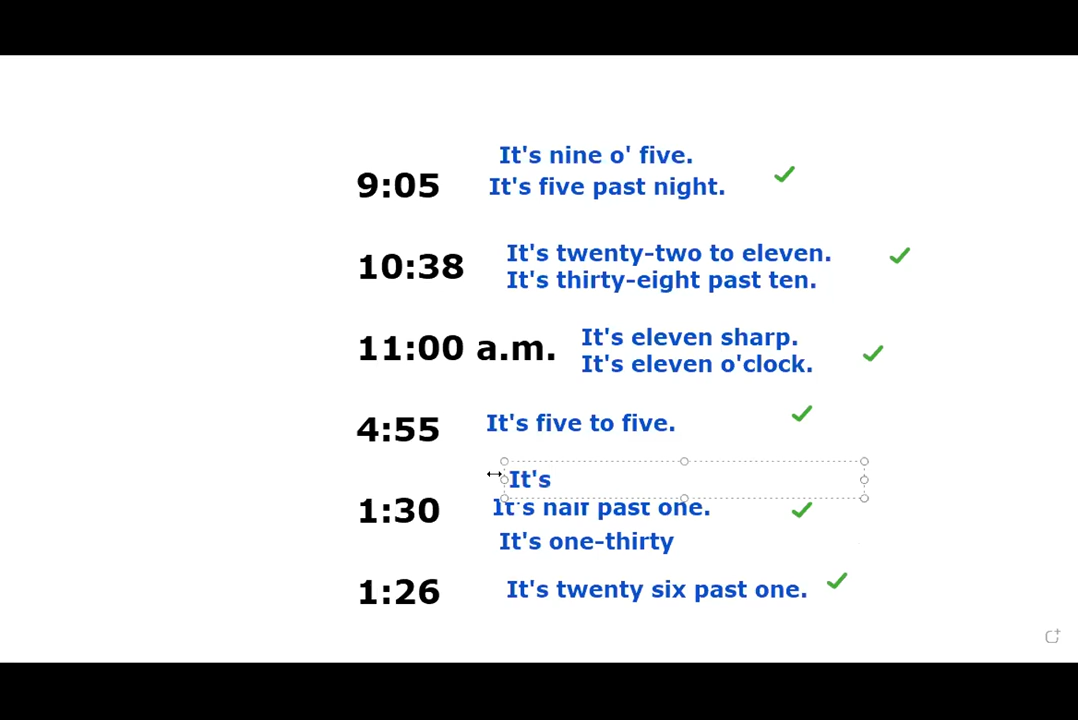 It's nine o' five.
9:05
It's five past night.
It's twenty-two to eleven.
10:38
It's thirty-eight past ten.
It's eleven sharp.
11:00 a.m.
It's eleven o'clock.
4:55
It's five to five.
It's
1:30
It's half past one.
It's one-thirty
1:26
It's twenty six past one.